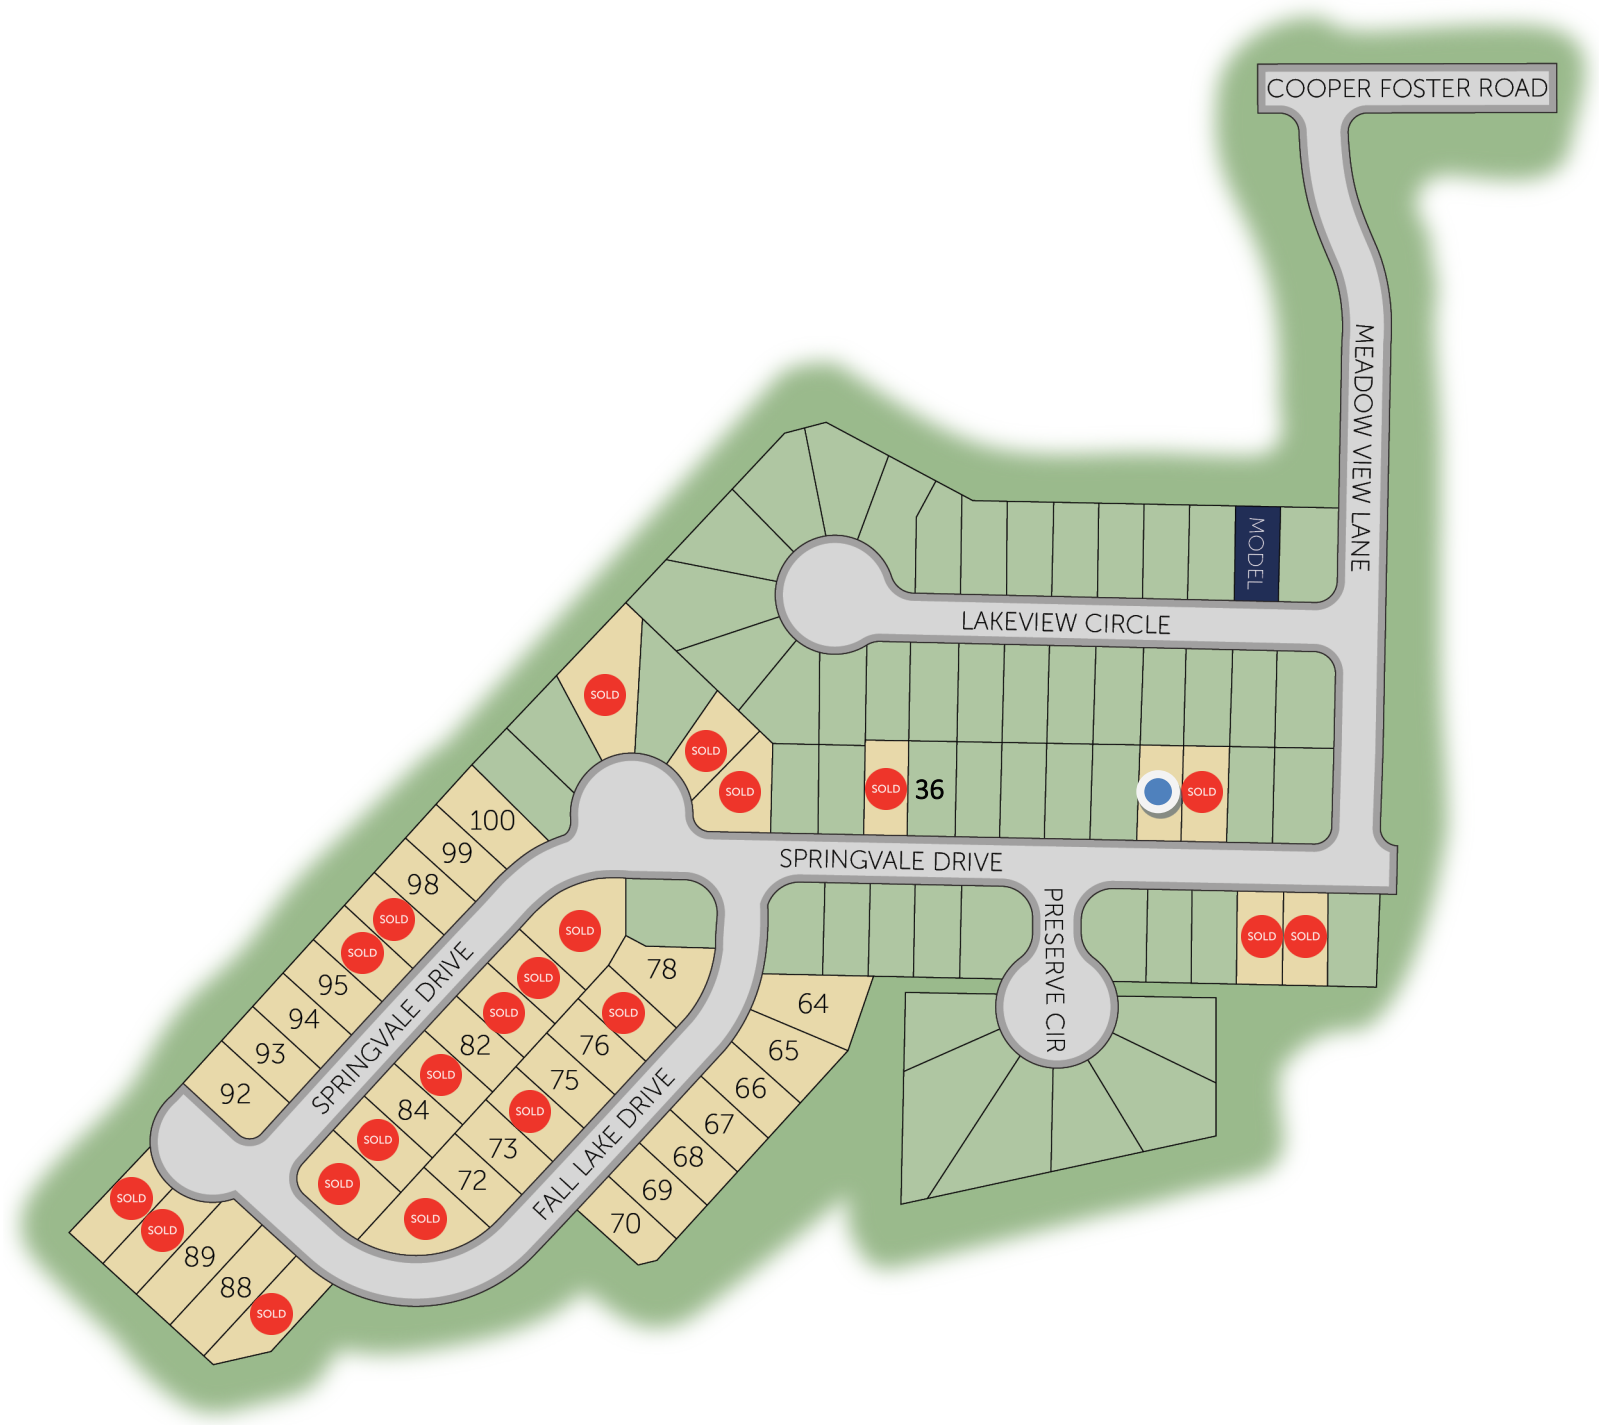 COOPER FOSTER ROAD
MEADOW VIEW LANE
MODEL
LAKEVIEW CIRCLE
SOLD
SOLD
SOLD
SOLD
36
SOLD
100
99
98
SOLD
SOLD
95
94
93
92
SPRINGVALE DRIVE
SPRINGVALE DRIVE
PRESERVE CIR
SOLD
SOLD
SOLD
SOLD
SOLD
82
SOLD
84
SOLD
SOLD
78
SOLD
76
75
SOLD
73
72
SOLD
FALL LAKE DRIVE
64
65
66
67
68
69
70
SOLD
SOLD
89
88
SOLD